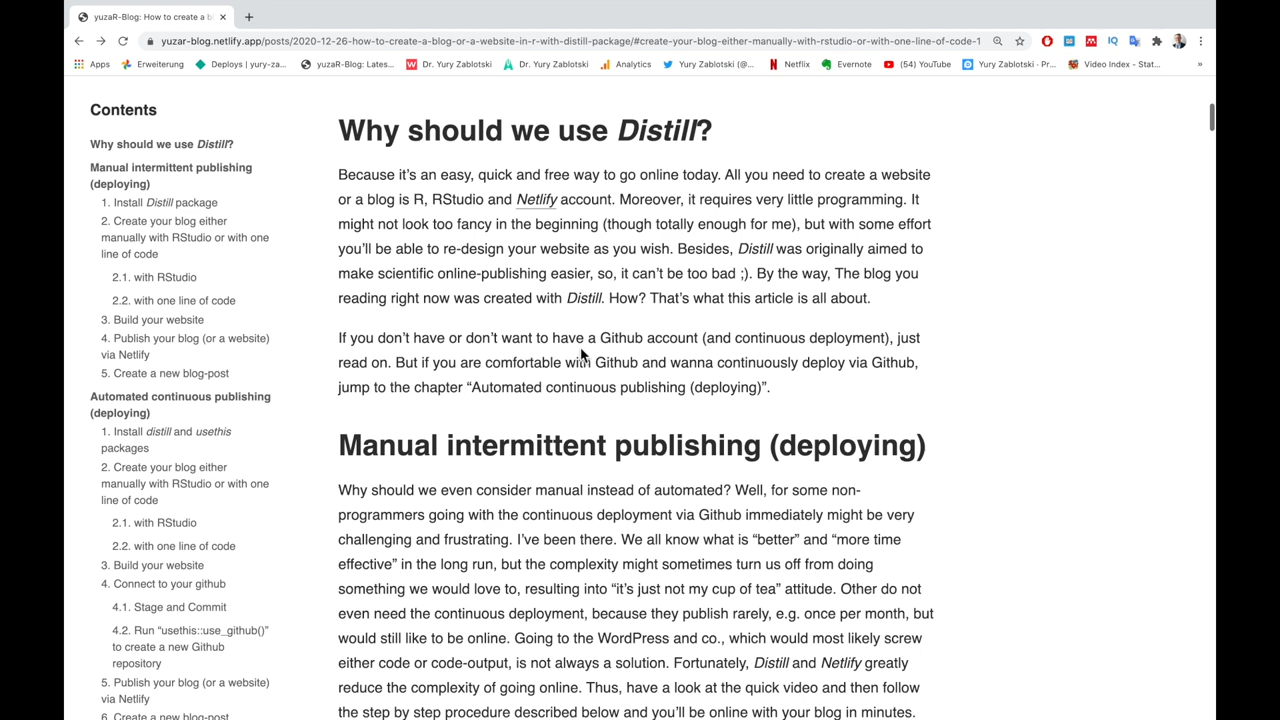 yuzaR-Blog: How to create a b
yuzar-blog.netlify.app/posts/2020-12-26-how-to-create-a-blog-or-a-website-in-r-with-distill-package/#create-your-blog-either-manually-with-rstudio-or-with-one-line-of-code-1
Apps Erweiterung Deploys | yury-za... yuzaR-Blog: Lates... Dr. Yury Zablotski Dr. Yury Zablotski Analytics Yury Zablotski (@... Netflix Evernote (54) YouTube Yury Zablotski · Pr... Video Index - Stat... »
Contents
Why should we use Distill?
Manual intermittent publishing
(deploying)
1. Install Distill package
2. Create your blog either
manually with RStudio or with one
line of code
2.1. with RStudio
2.2. with one line of code
3. Build your website
4. Publish your blog (or a website)
via Netlify
5. Create a new blog-post
Automated continuous publishing
(deploying)
1. Install distill and usethis
packages
2. Create your blog either
manually with RStudio or with one
line of code
2.1. with RStudio
2.2. with one line of code
3. Build your website
4. Connect to your github
4.1. Stage and Commit
4.2. Run “usethis::use_github()”
to create a new Github
repository
5. Publish your blog (or a website)
via Netlify
6. Create a new blog-post
Why should we use Distill?
Because it’s an easy, quick and free way to go online today. All you need to create a website
or a blog is R, RStudio and Netlify account. Moreover, it requires very little programming. It
might not look too fancy in the beginning (though totally enough for me), but with some effort
you’ll be able to re-design your website as you wish. Besides, Distill was originally aimed to
make scientific online-publishing easier, so, it can’t be too bad ;). By the way, The blog you
reading right now was created with Distill. How? That’s what this article is all about.
If you don’t have or don’t want to have a Github account (and continuous deployment), just
read on. But if you are comfortable with Github and wanna continuously deploy via Github,
jump to the chapter “Automated continuous publishing (deploying)”.
Manual intermittent publishing (deploying)
Why should we even consider manual instead of automated? Well, for some non-
programmers going with the continuous deployment via Github immediately might be very
challenging and frustrating. I’ve been there. We all know what is “better” and “more time
effective” in the long run, but the complexity might sometimes turn us off from doing
something we would love to, resulting into “it’s just not my cup of tea” attitude. Other do not
even need the continuous deployment, because they publish rarely, e.g. once per month, but
would still like to be online. Going to the WordPress and co., which would most likely screw
either code or code-output, is not always a solution. Fortunately, Distill and Netlify greatly
reduce the complexity of going online. Thus, have a look at the quick video and then follow
the step by step procedure described below and you’ll be online with your blog in minutes.